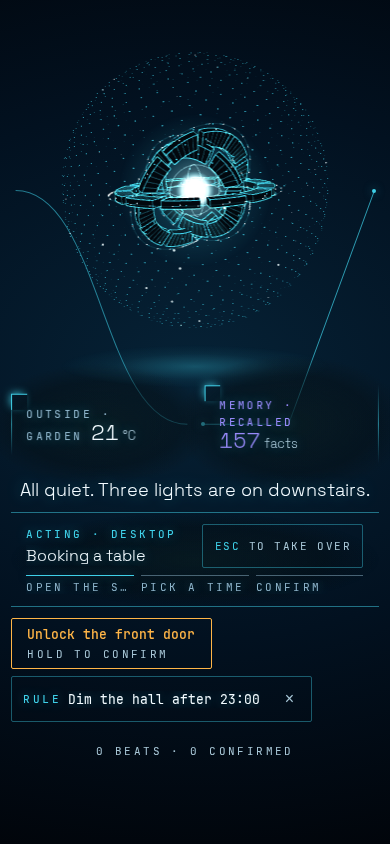 OUTSIDE ·
GARDEN 21 °C
MEMORY ·
RECALLED
157 facts
All quiet. Three lights are on downstairs.
ACTING · DESKTOP
Booking a table
ESC TO TAKE OVER
OPEN THE S… PICK A TIME CONFIRM
Unlock the front door
HOLD TO CONFIRM
RULE Dim the hall after 23:00 ×
0 BEATS · 0 CONFIRMED